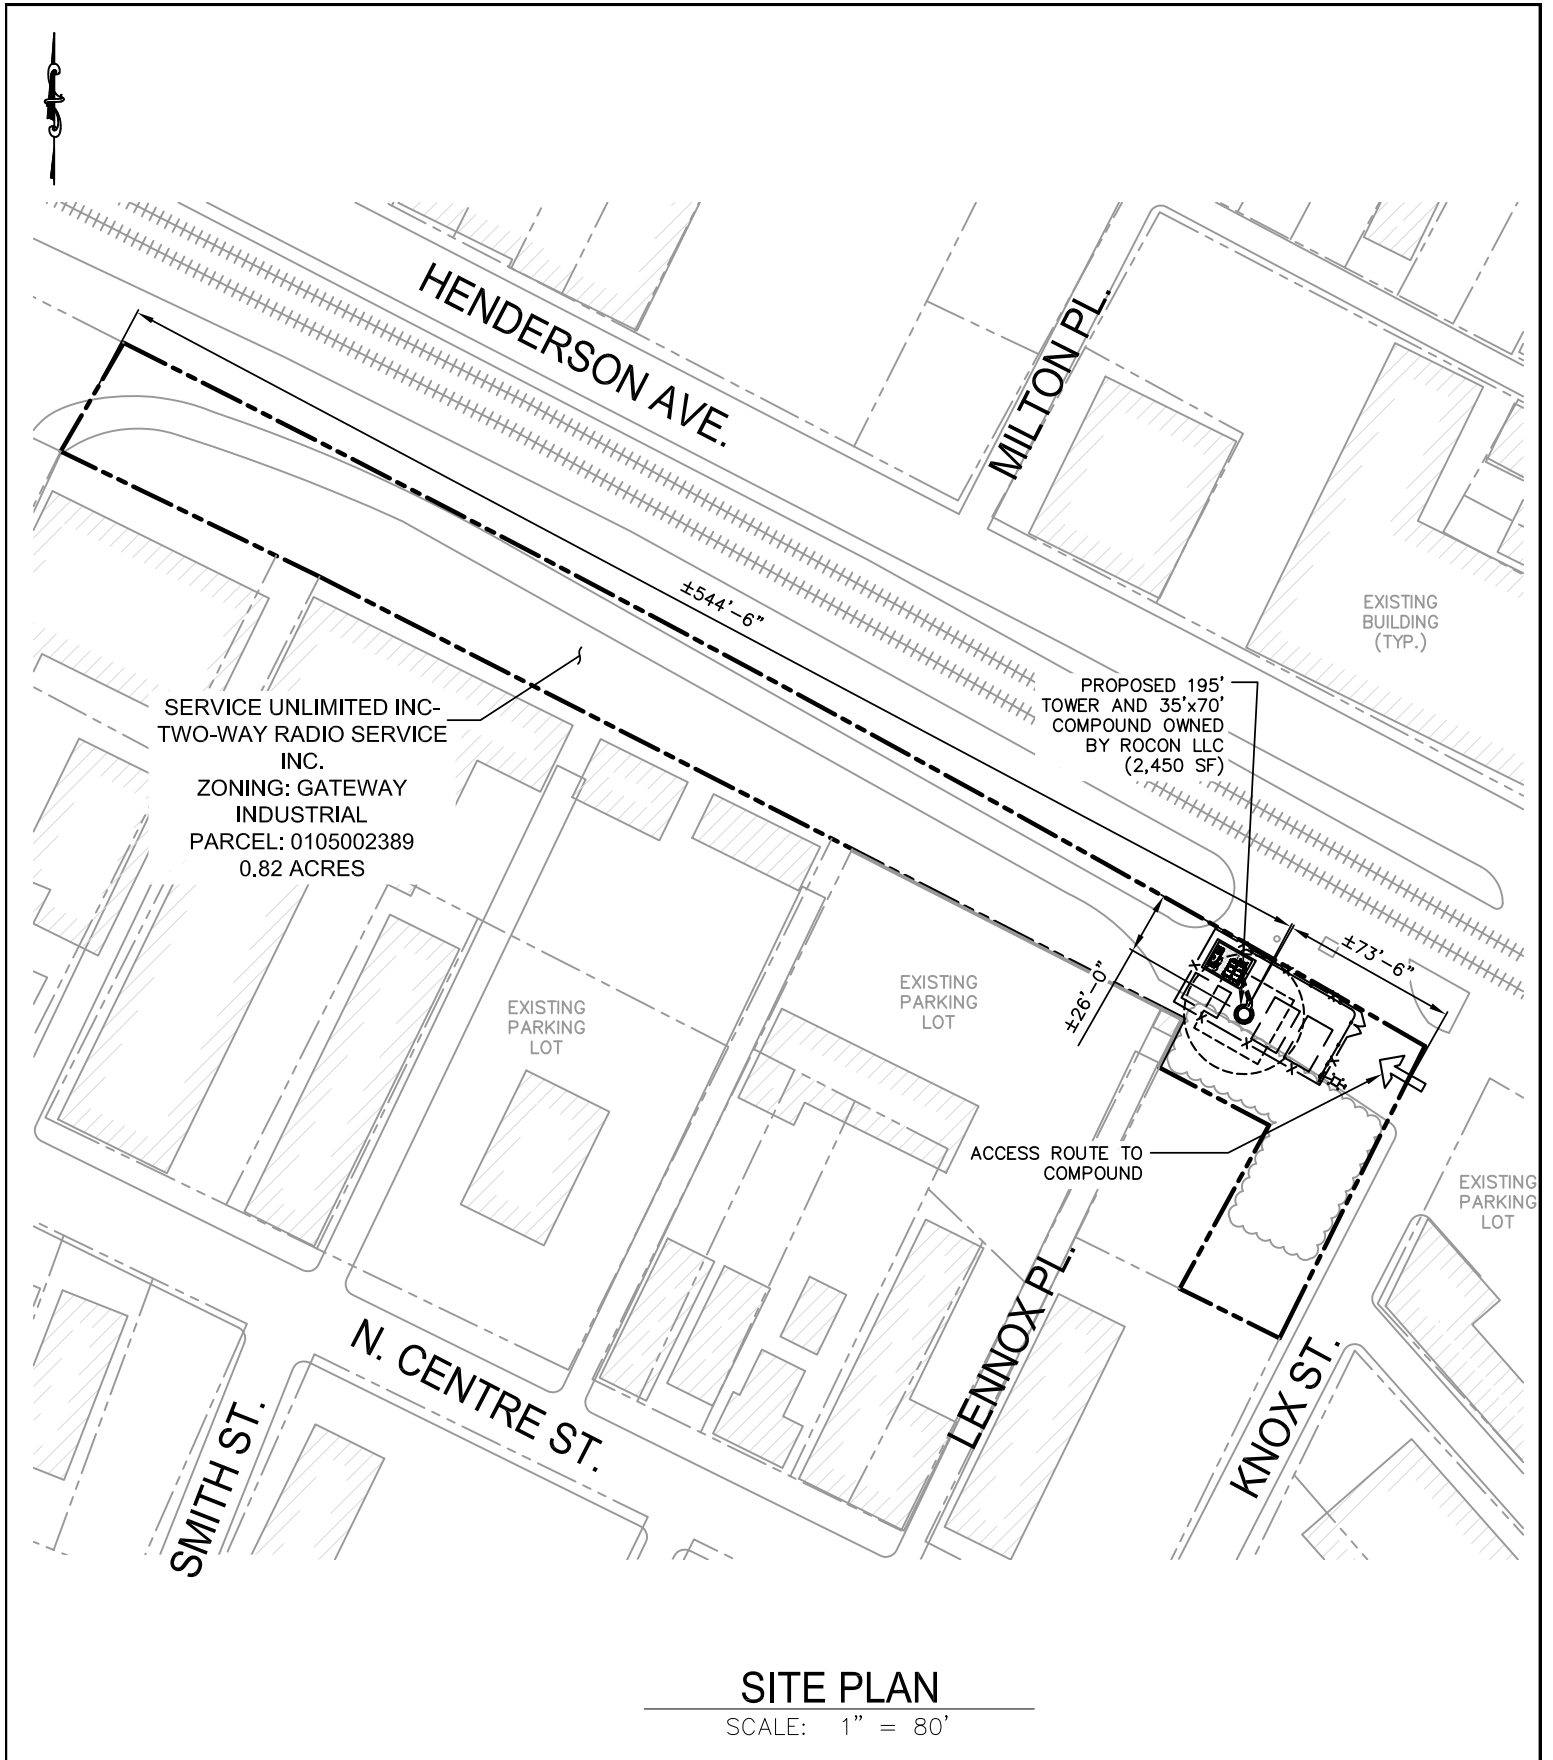 HENDERSON AVE.
MILTON PL.
±544'-6"
EXISTING
BUILDING
(TYP.)
PROPOSED 195'
TOWER AND 35'x70'
COMPOUND OWNED
BY ROCON LLC
(2,450 SF)
SERVICE UNLIMITED INC-
TWO-WAY RADIO SERVICE
INC.
ZONING: GATEWAY
INDUSTRIAL
PARCEL: 0105002389
0.82 ACRES
±73'-6"
±26'-0"
EXISTING
PARKING
LOT
EXISTING
PARKING
LOT
ACCESS ROUTE TO
COMPOUND
EXISTING
PARKING
LOT
LENNOX PL.
N. CENTRE ST.
KNOX ST.
SMITH ST.
SITE PLAN
SCALE: 1" = 80'